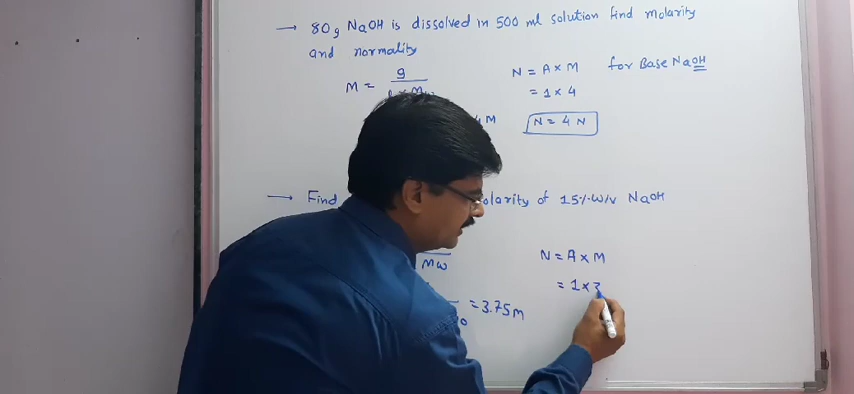 → 80g NaOH is dissolved in 500 ml solution find molarity
and normality
M = g
N = A × M for Base NaOH
= 1 × 4
M N = 4 N
→ Find olarity of 15% W/V NaOH
Mw N = A × M
= 1 × 3
= 3.75 M